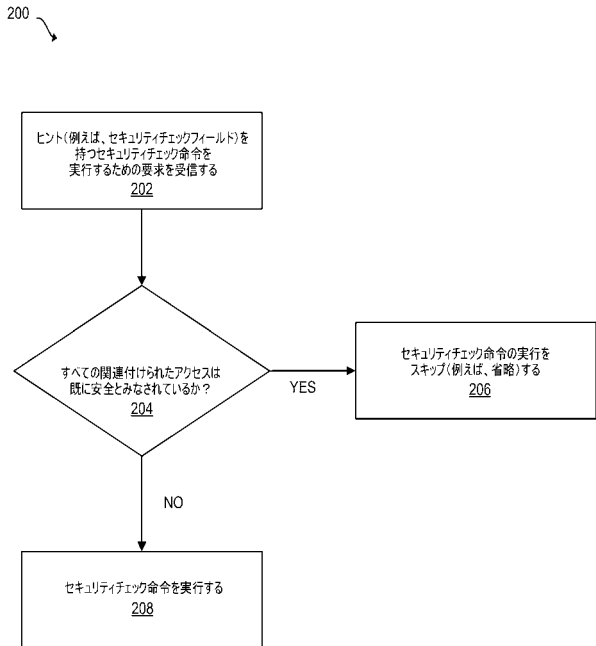 200
ヒント(例えば、セキュリティチェックフィールド)を
持つセキュリティチェック命令を
実行するための要求を受信する
202
すべての関連付けられたアクセスは
既に安全とみなされているか？
204
YES
セキュリティチェック命令の実行を
スキップ(例えば、省略)する
206
NO
セキュリティチェック命令を実行する
208